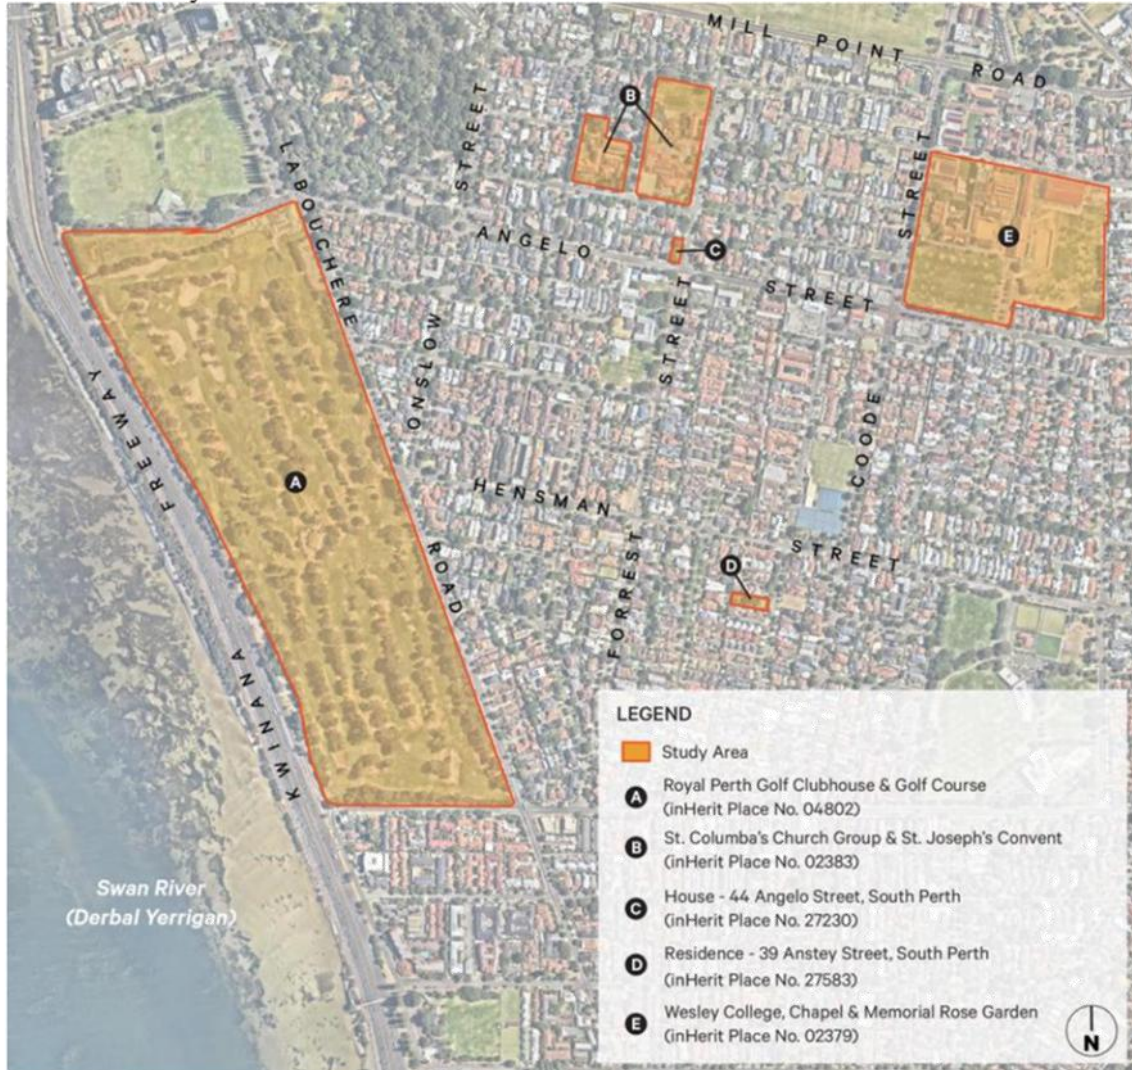 MILL POINT ROAD
B
STREET
LABOUCHERE
STREET
E
ANGELO
C
STREET
STREET
FREEWAY
ONSLOW
COODE
A
HENSMAN
STREET
ROAD
D
FORREST
KWINANA
Swan River
(Derbal Yerrigan)
LEGEND
Study Area
A Royal Perth Golf Clubhouse & Golf Course
(inHerit Place No. 04802)
B St. Columba's Church Group & St. Joseph's Convent
(inHerit Place No. 02383)
C House - 44 Angelo Street, South Perth
(inHerit Place No. 27230)
D Residence - 39 Anstey Street, South Perth
(inHerit Place No. 27583)
E Wesley College, Chapel & Memorial Rose Garden
(inHerit Place No. 02379)
N